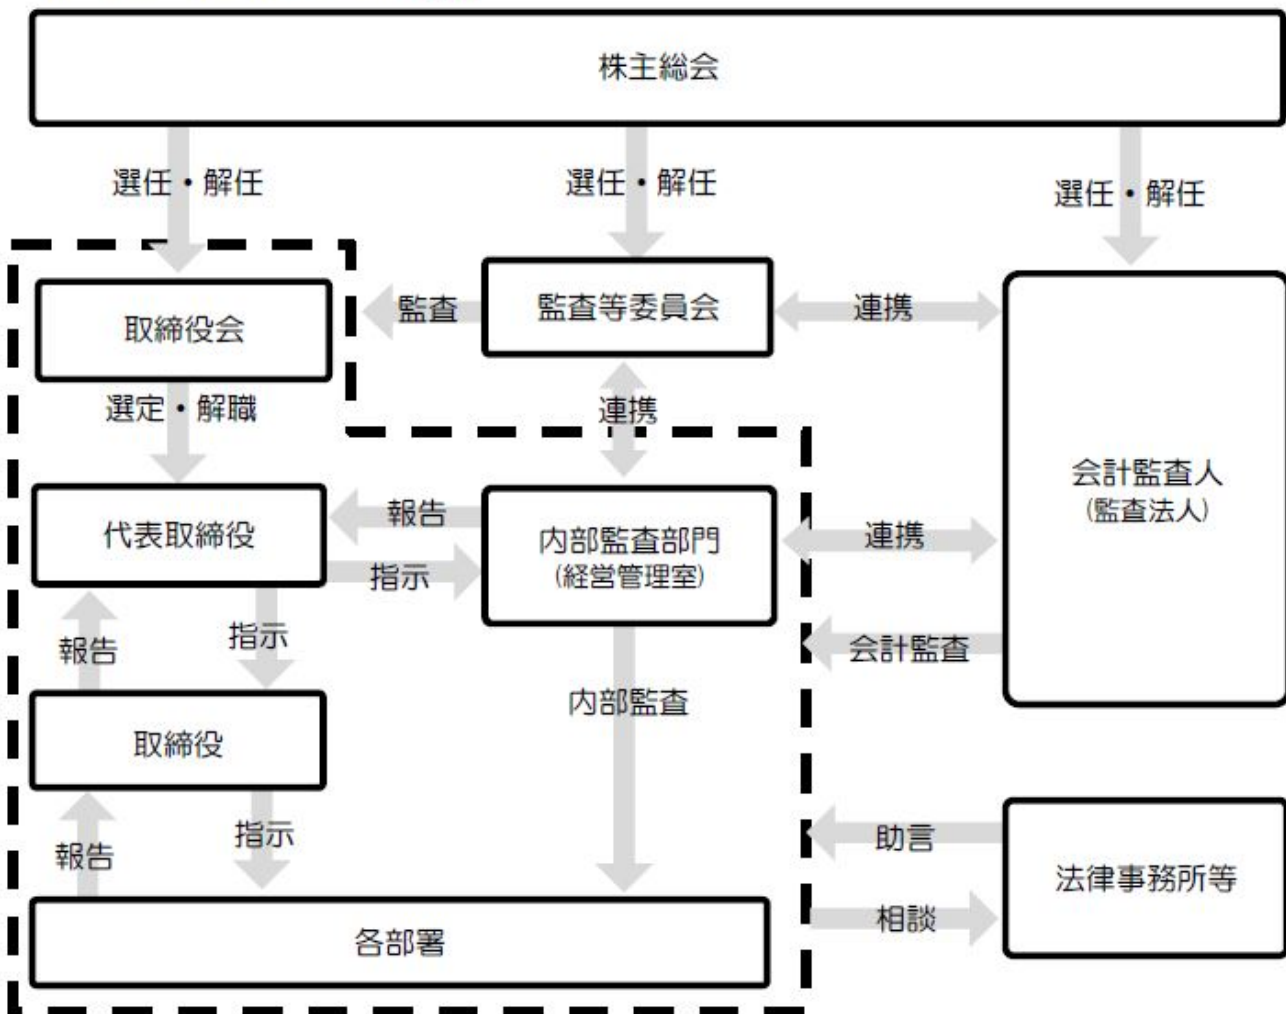 株主総会
選任・解任
選任・解任
選任・解任
取締役会
監査
監査等委員会
連携
選定・解職
連携
会計監査人
(監査法人)
代表取締役
報告
指示
内部監査部門
(経営管理室)
連携
報告
指示
会計監査
取締役
内部監査
報告
指示
助言
法律事務所等
相談
各部署